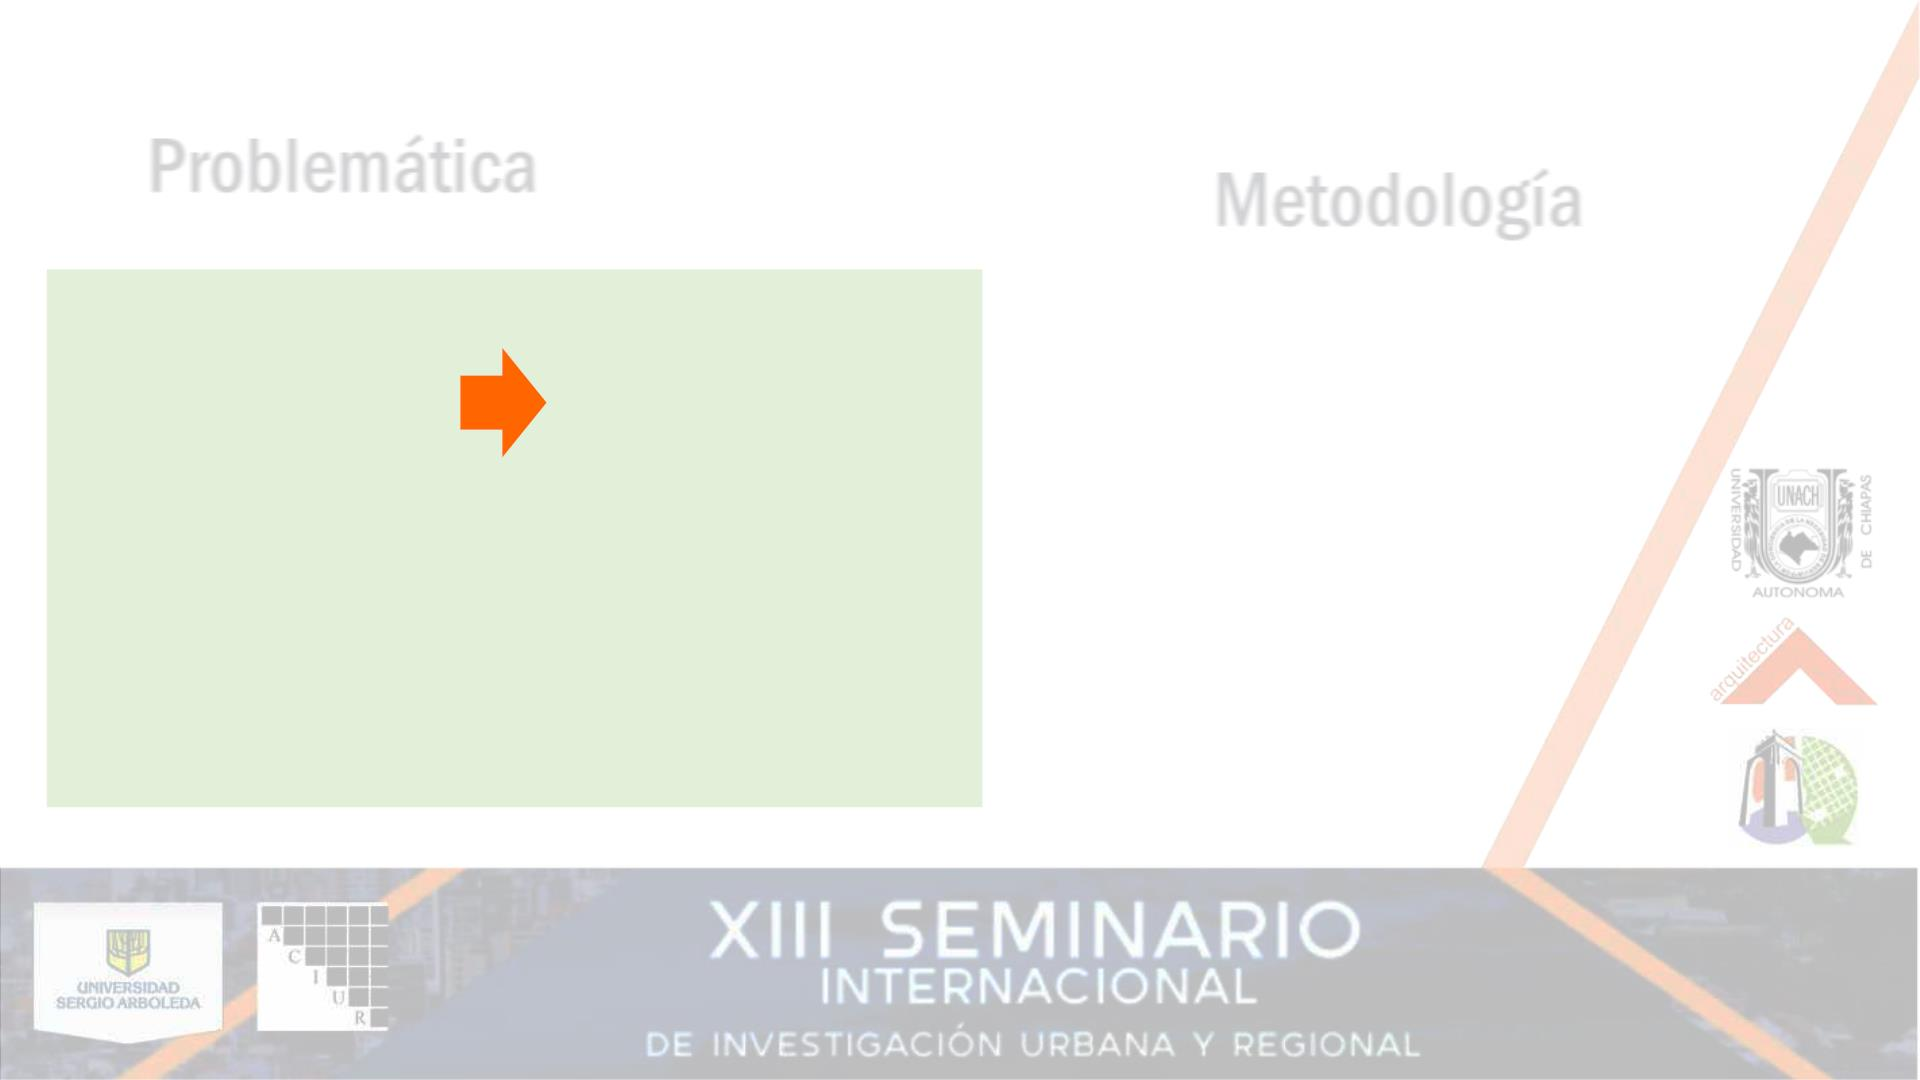 Problemática
Metodología
UNIVERSIDAD
UNACH
DE CHIAPAS
AUTONOMA
arquitectura
UNIVERSIDAD
SERGIO ARBOLEDA
A
C
I
U
R
XIII SEMINARIO
INTERNACIONAL
DE INVESTIGACIÓN URBANA Y REGIONAL